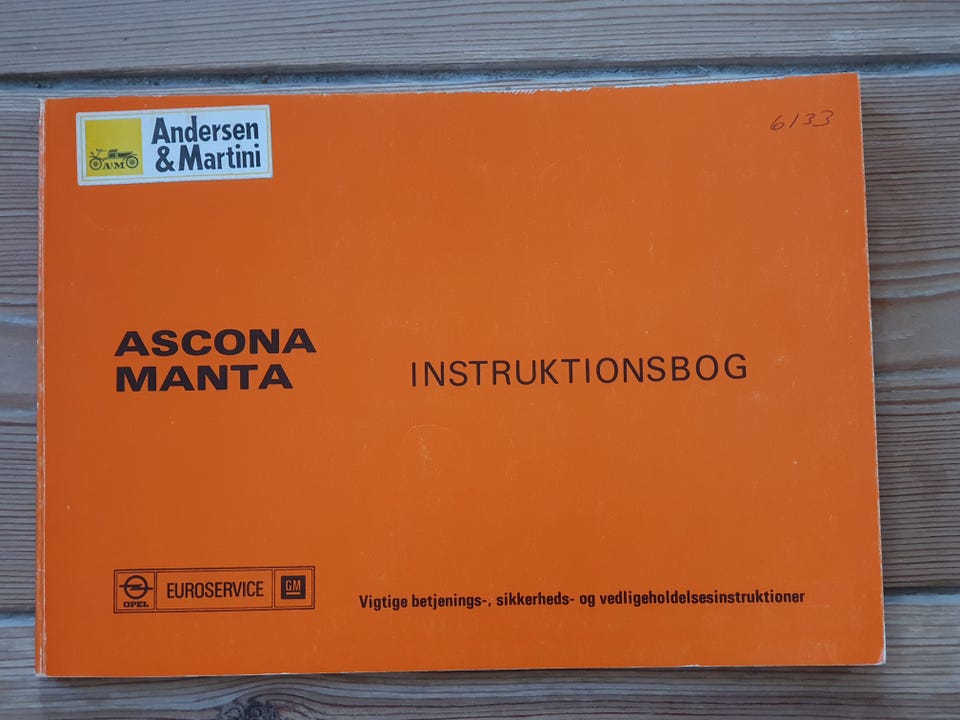 Andersen
& Martini
A&M
6133
ASCONA
MANTA
INSTRUKTIONSBOG
OPEL
EUROSERVICE
GM
Vigtige betjenings-, sikkerheds- og vedligeholdelsesinstruktioner